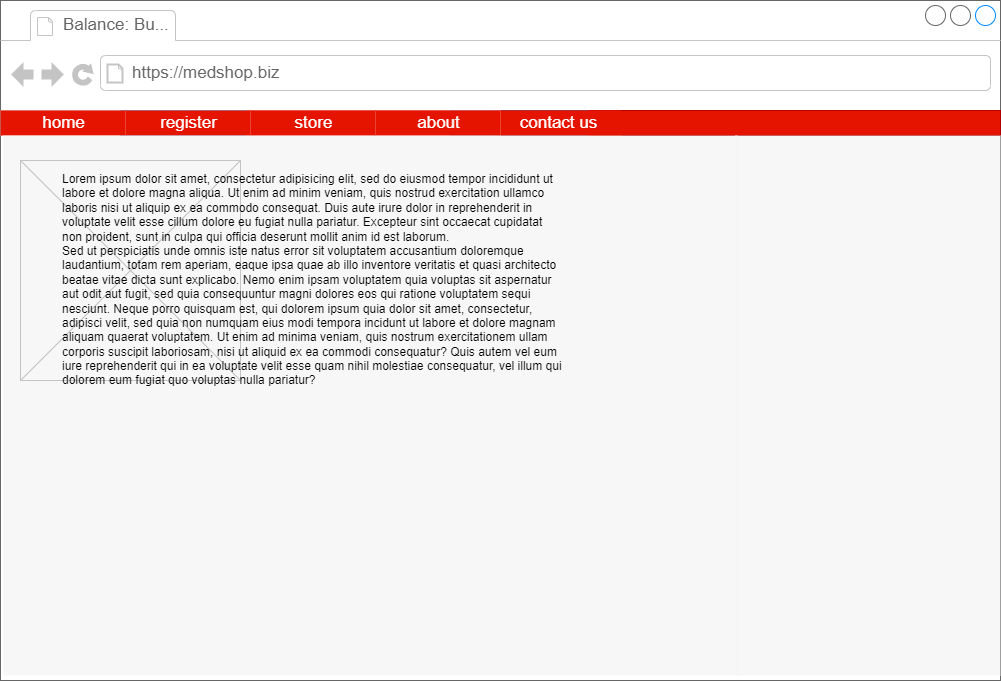 Balance: Bu...
https://medshop.biz
home register store about contact us
Lorem ipsum dolor sit amet, consectetur adipisicing elit, sed do eiusmod tempor incididunt ut
labore et dolore magna aliqua. Ut enim ad minim veniam, quis nostrud exercitation ullamco
laboris nisi ut aliquip ex ea commodo consequat. Duis aute irure dolor in reprehenderit in
voluptate velit esse cillum dolore eu fugiat nulla pariatur. Excepteur sint occaecat cupidatat
non proident, sunt in culpa qui officia deserunt mollit anim id est laborum.
Sed ut perspiciatis unde omnis iste natus error sit voluptatem accusantium doloremque
laudantium, totam rem aperiam, eaque ipsa quae ab illo inventore veritatis et quasi architecto
beatae vitae dicta sunt explicabo. Nemo enim ipsam voluptatem quia voluptas sit aspernatur
aut odit aut fugit, sed quia consequuntur magni dolores eos qui ratione voluptatem sequi
nesciunt. Neque porro quisquam est, qui dolorem ipsum quia dolor sit amet, consectetur,
adipisci velit, sed quia non numquam eius modi tempora incidunt ut labore et dolore magnam
aliquam quaerat voluptatem. Ut enim ad minima veniam, quis nostrum exercitationem ullam
corporis suscipit laboriosam, nisi ut aliquid ex ea commodi consequatur? Quis autem vel eum
iure reprehenderit qui in ea voluptate velit esse quam nihil molestiae consequatur, vel illum qui
dolorem eum fugiat quo voluptas nulla pariatur?